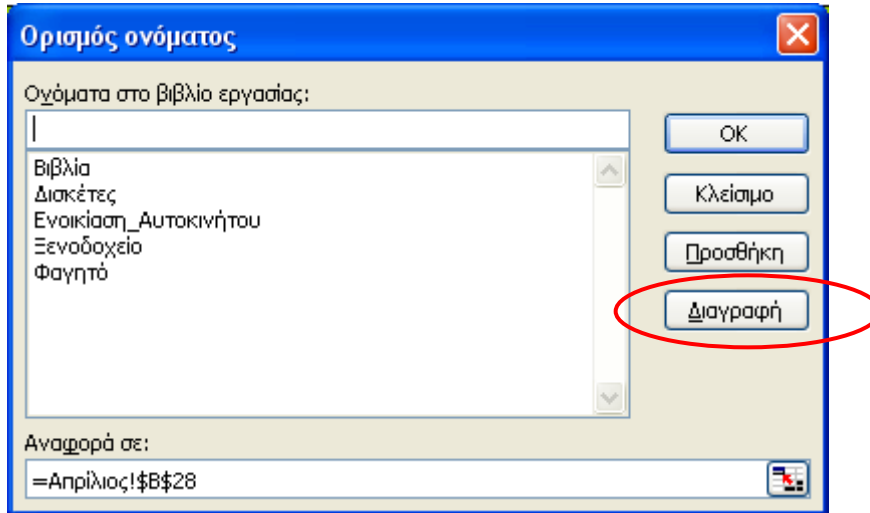 Ορισμός ονόματος
Ονόματα στο βιβλίο εργασίας:
OK
Βιβλία
Δισκέτες
Κλείσιμο
Ενοικίαση_Αυτοκινήτου
Ξενοδοχείο
Προσθήκη
Φαγητό
Διαγραφή
Αναφορά σε:
=Απρίλιος!$B$28